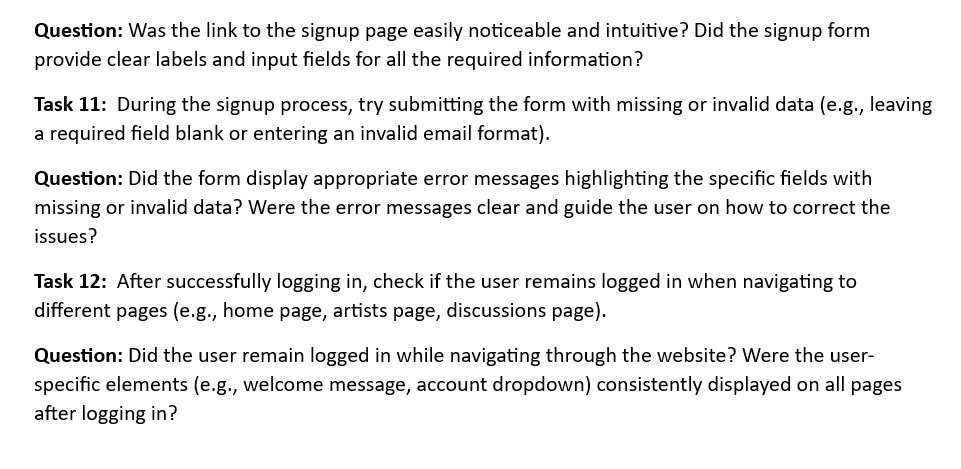 Question: Was the link to the signup page easily noticeable and intuitive? Did the signup form
provide clear labels and input fields for all the required information?
Task 11:  During the signup process, try submitting the form with missing or invalid data (e.g., leaving
a required field blank or entering an invalid email format).
Question: Did the form display appropriate error messages highlighting the specific fields with
missing or invalid data? Were the error messages clear and guide the user on how to correct the
issues?
Task 12:  After successfully logging in, check if the user remains logged in when navigating to
different pages (e.g., home page, artists page, discussions page).
Question: Did the user remain logged in while navigating through the website? Were the user-
specific elements (e.g., welcome message, account dropdown) consistently displayed on all pages
after logging in?